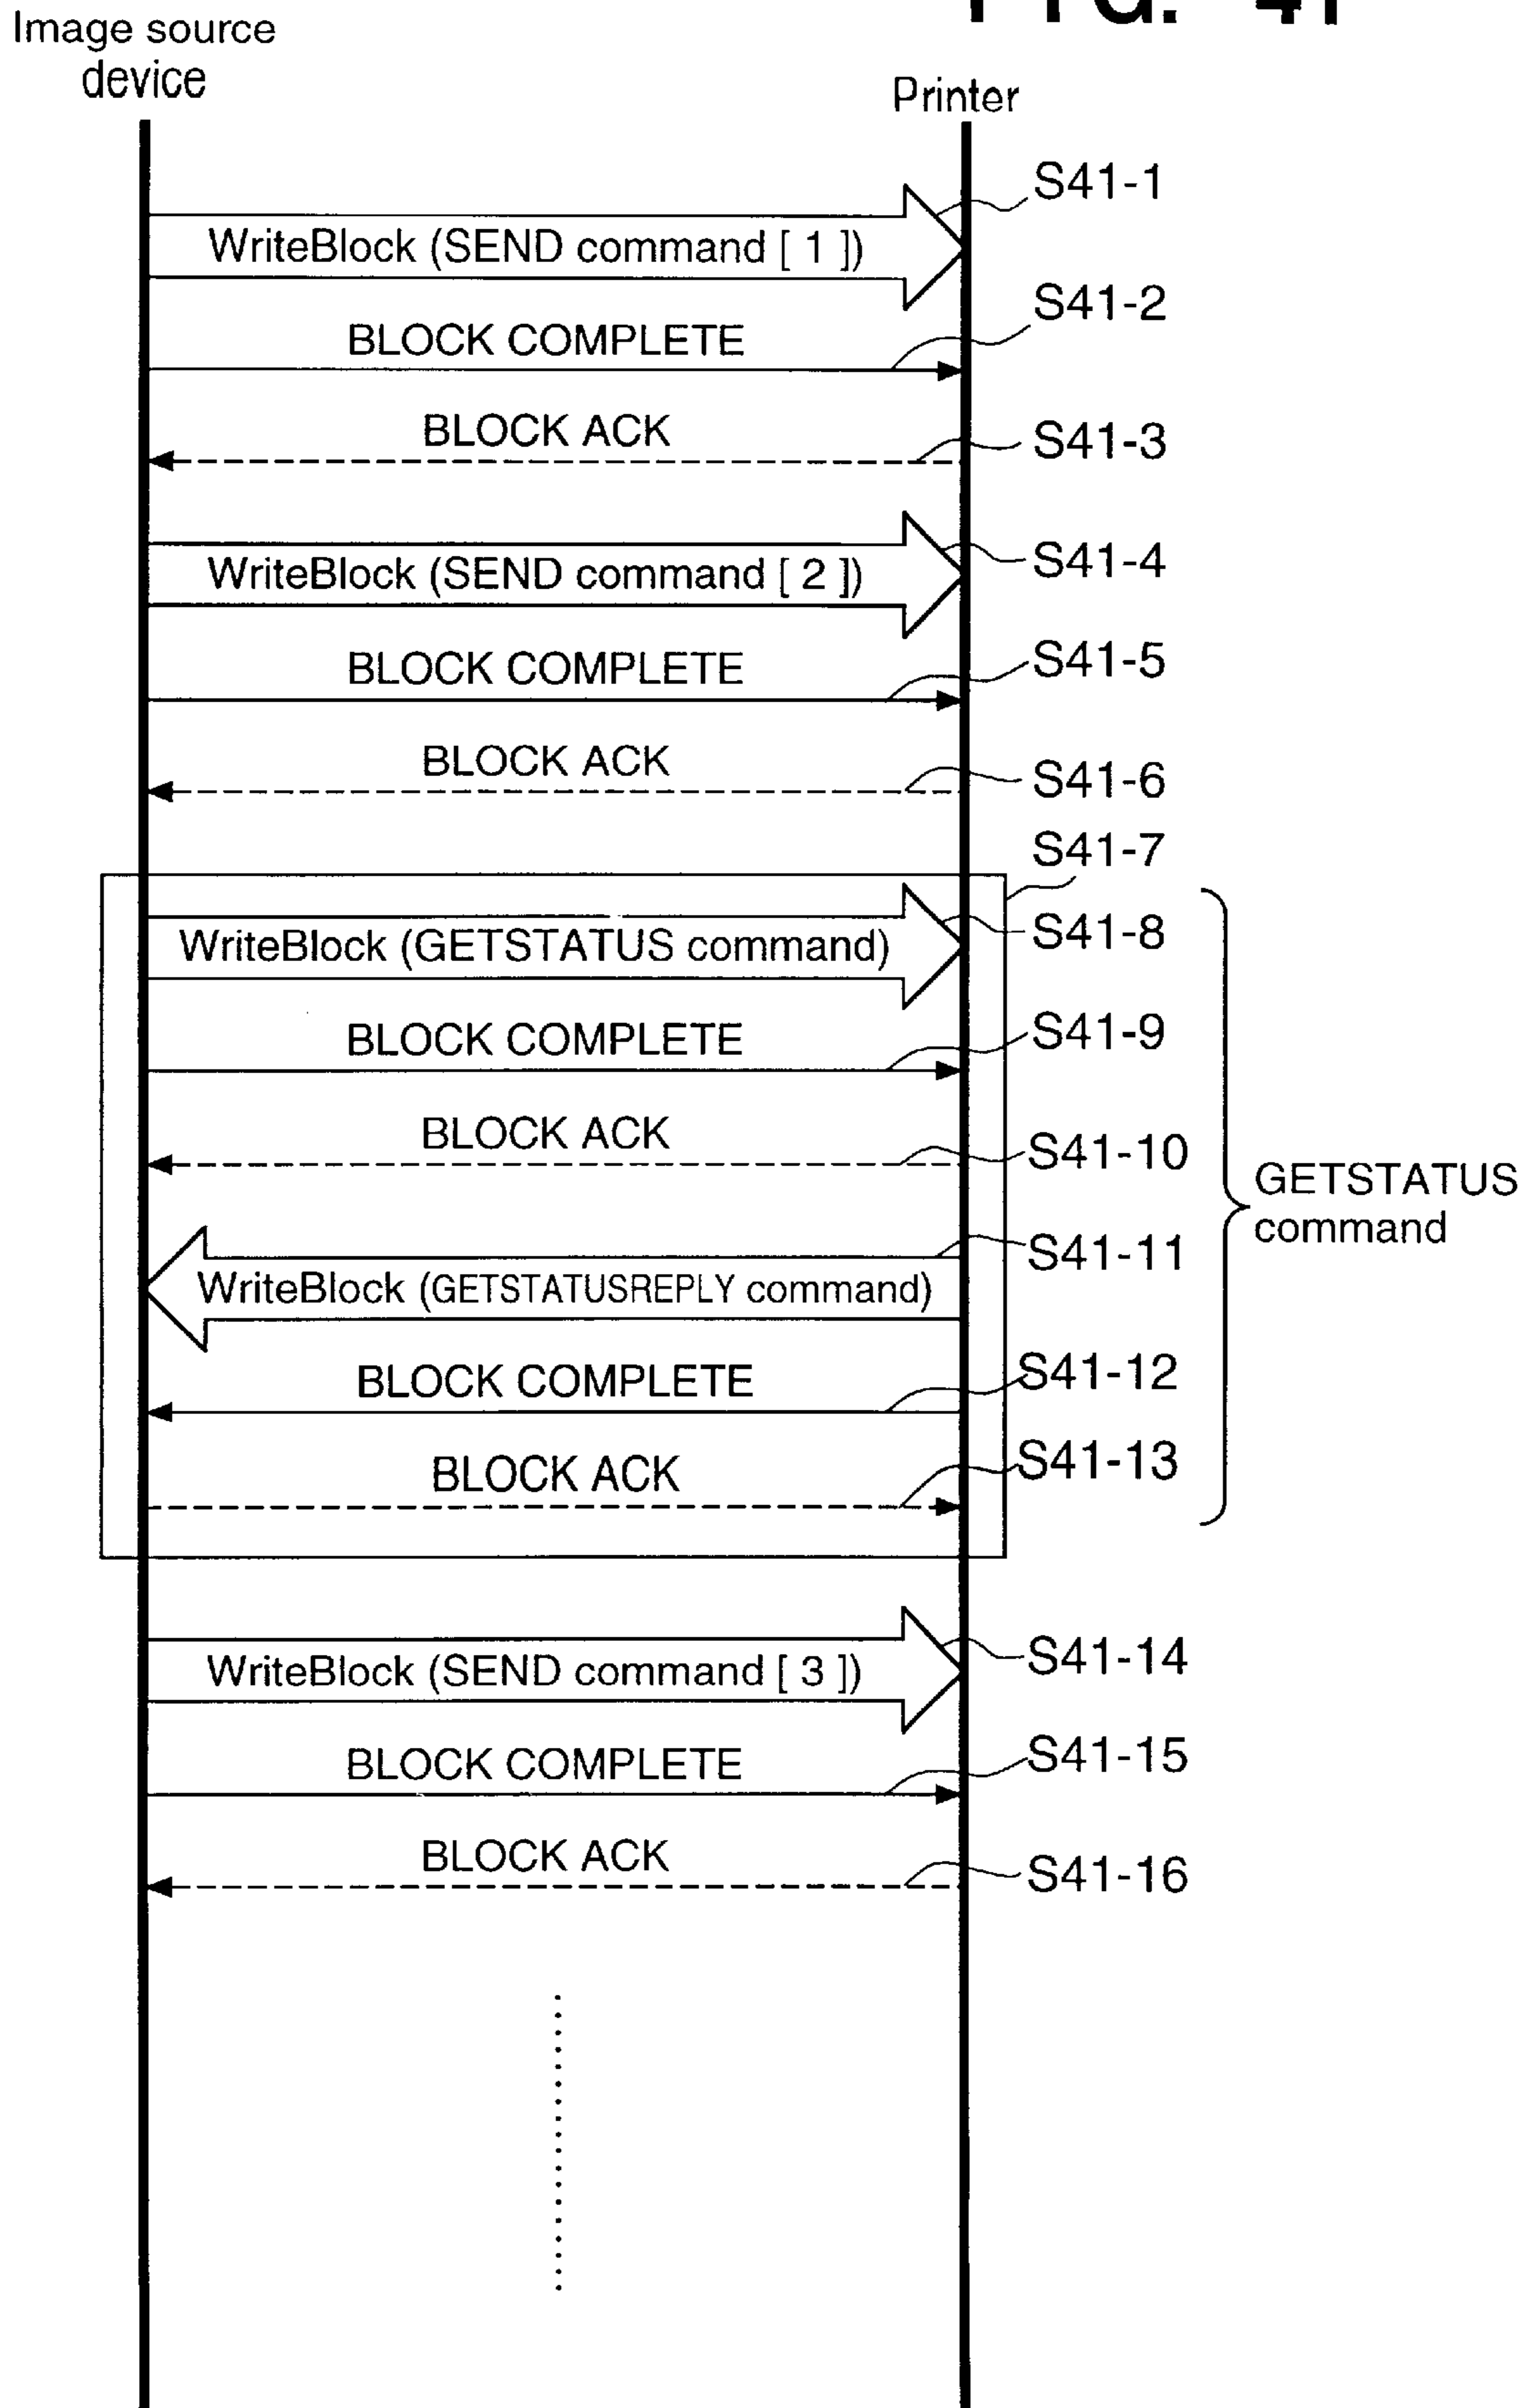 FIG. 41
Image source
device
Printer
S41-1
WriteBlock (SEND command [ 1 ])
S41-2
BLOCK COMPLETE
BLOCK ACK
S41-3
S41-4
WriteBlock (SEND command [ 2 ])
S41-5
BLOCK COMPLETE
BLOCK ACK
S41-6
S41-7
S41-8
WriteBlock (GETSTATUS command)
S41-9
BLOCK COMPLETE
BLOCK ACK
S41-10
GETSTATUS
command
S41-11
WriteBlock (GETSTATUSREPLY command)
S41-12
BLOCK COMPLETE
S41-13
BLOCK ACK
S41-14
WriteBlock (SEND command [ 3 ])
S41-15
BLOCK COMPLETE
BLOCK ACK
S41-16